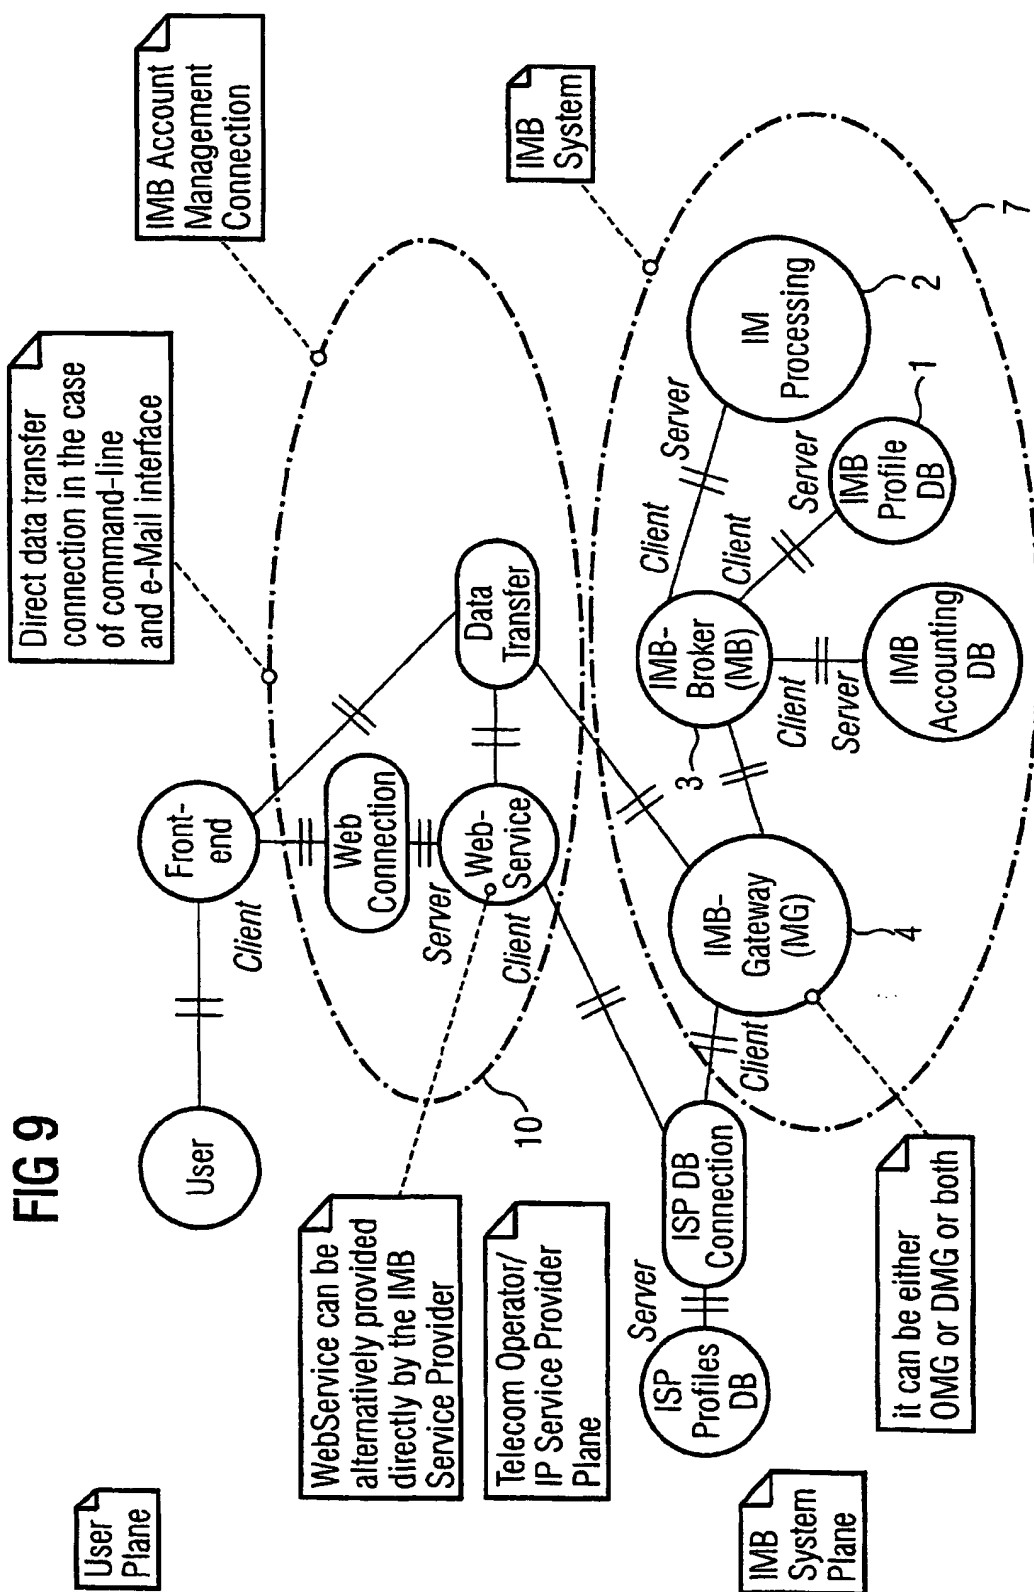 FIG 9
User
Plane
User
Front-
end
Client
Direct data transfer
connection in the case
of command-line
and e-Mail interface
IMB Account
Management
Connection
WebService can be
alternatively provided
directly by the IMB
Service Provider
10
Web
Connection
Server
Web-
Service
Client
Data
Transfer
Telecom Operator/
IP Service Provider
Plane
IMB
System
ISP
Profiles
DB
Server
ISP DB
Connection
Client
IMB-
Gateway
(MG)
4
3
IMB-
Broker
(MB)
Client
Server
Client
Server
Client
Server
IM
Processing
2
IMB
Profile
DB
1
IMB
Accounting
DB
7
IMB
System
Plane
it can be either
OMG or DMG or both